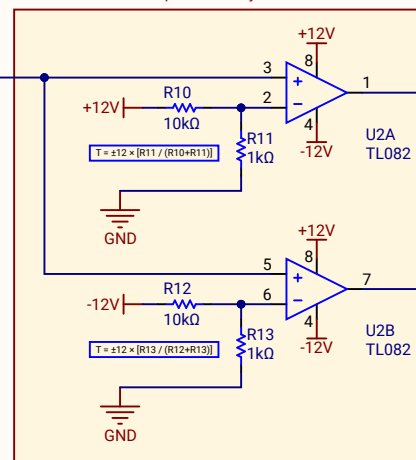 +12V
8
3
1
R10
+12V
2
10kΩ
R11
1kΩ
4
-12V
U2A
TL082
T = ±12 × [R11 / (R10+R11)]
GND
+12V
8
5
7
R12
-12V
6
10kΩ
R13
1kΩ
4
-12V
U2B
TL082
T = ±12 × [R13 / (R12+R13)]
GND